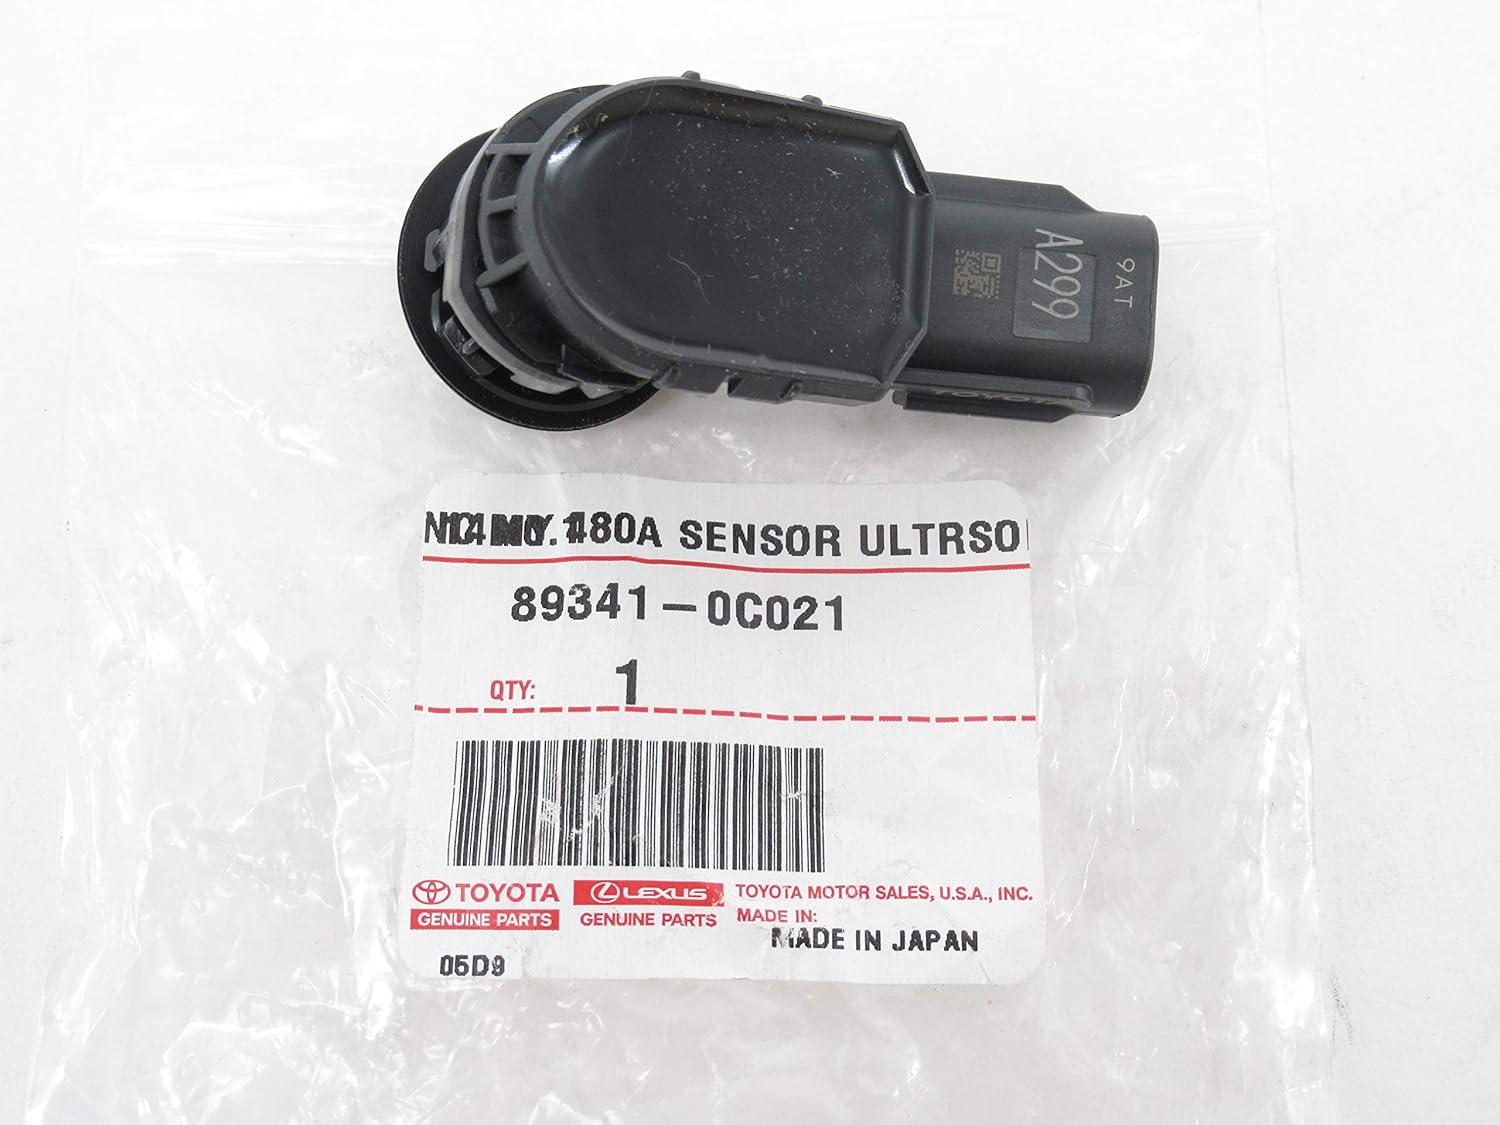 A299
9AT
TOYOTA
480A SENSOR ULTRSO
89341-0C021
QTY: 1
TOYOTA LEXUS TOYOTA MOTOR SALES, U.S.A., INC.
GENUINE PARTS GENUINE PARTS MADE IN:
MADE IN JAPAN
05D9